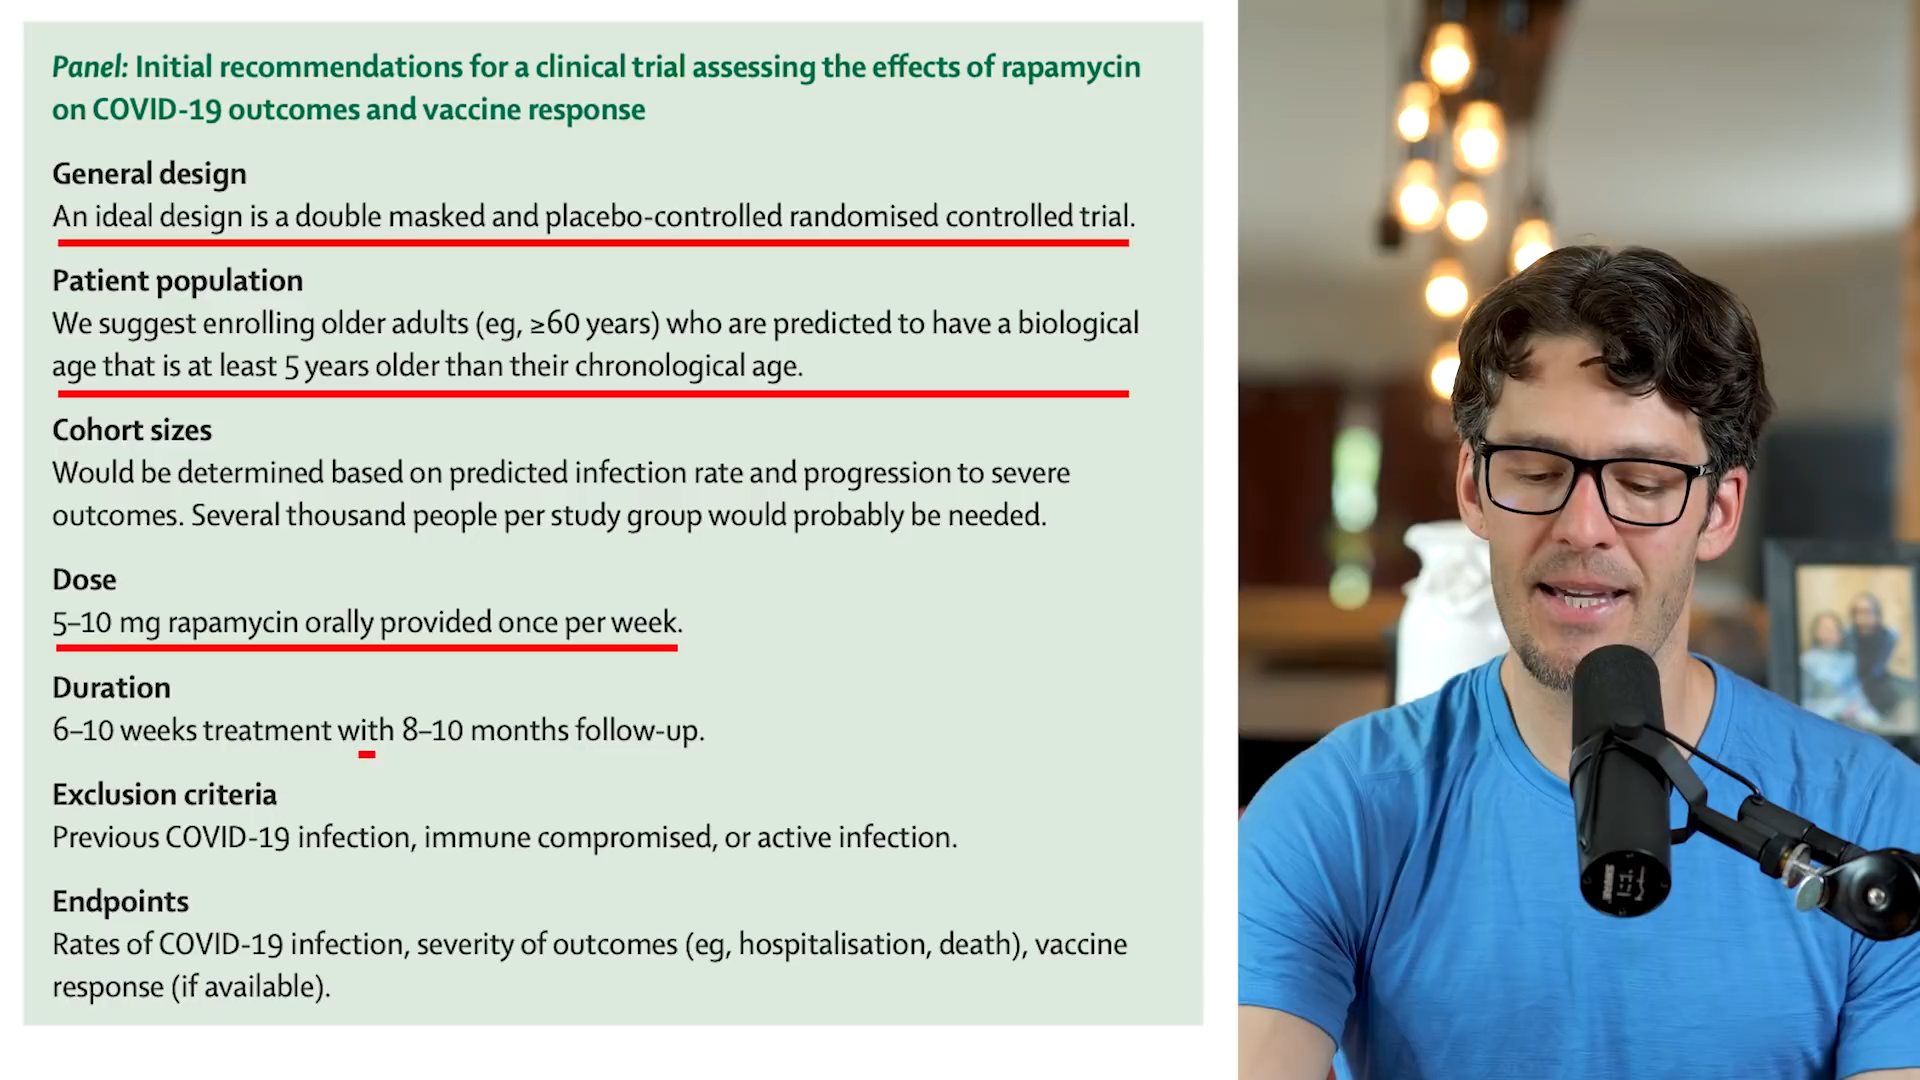 Panel: Initial recommendations for a clinical trial assessing the effects of rapamycin
on COVID-19 outcomes and vaccine response
General design
An ideal design is a double masked and placebo-controlled randomised controlled trial.
Patient population
We suggest enrolling older adults (eg, ≥60 years) who are predicted to have a biological
age that is at least 5 years older than their chronological age.
Cohort sizes
Would be determined based on predicted infection rate and progression to severe
outcomes. Several thousand people per study group would probably be needed.
Dose
5–10 mg rapamycin orally provided once per week.
Duration
6–10 weeks treatment with 8–10 months follow-up.
Exclusion criteria
Previous COVID-19 infection, immune compromised, or active infection.
Endpoints
Rates of COVID-19 infection, severity of outcomes (eg, hospitalisation, death), vaccine
response (if available).